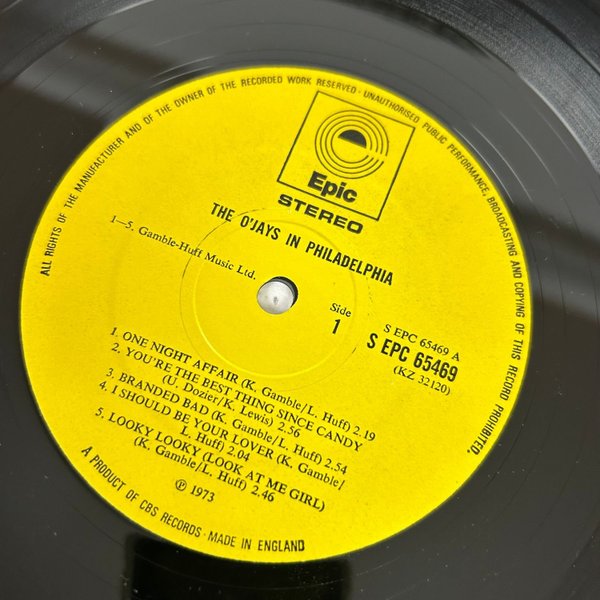 ALL RIGHTS OF THE MANUFACTURER AND OF THE OWNER OF THE RECORDED WORK RESERVED · UNAUTHORISED PUBLIC PERFORMANCE, BROADCASTING AND COPYING OF THIS RECORD PROHIBITED.
Epic
STEREO
THE O'JAYS IN PHILADELPHIA
1—5. Gamble-Huff Music Ltd.
Side
1
S EPC 65469 A
S EPC 65469
(KZ 32120)
1. ONE NIGHT AFFAIR (K. Gamble/L. Huff) 2.19
2. YOU'RE THE BEST THING SINCE CANDY
(U. Dozier/K. Lewis) 2.56
3. BRANDED BAD (K. Gamble/L. Huff) 2.54
4. I SHOULD BE YOUR LOVER (K. Gamble/
L. Huff) 2.04
5. LOOKY LOOKY (LOOK AT ME GIRL)
(K. Gamble/L. Huff) 2.46
℗ 1973
A PRODUCT OF CBS RECORDS · MADE IN ENGLAND